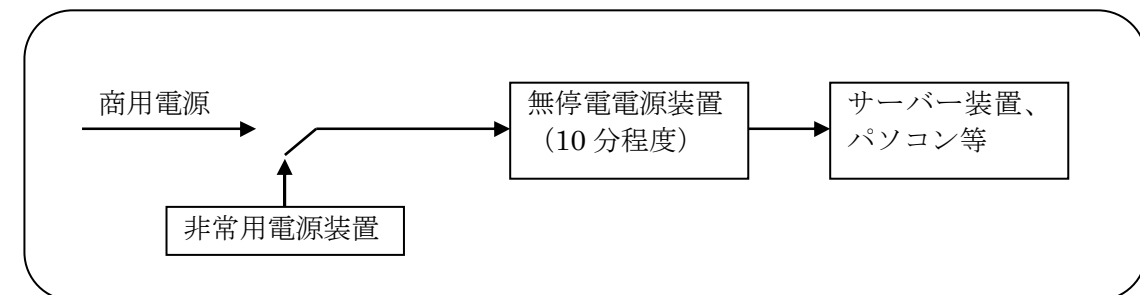 商用電源
無停電電源装置
（10 分程度）
サーバー装置、
パソコン等
非常用電源装置